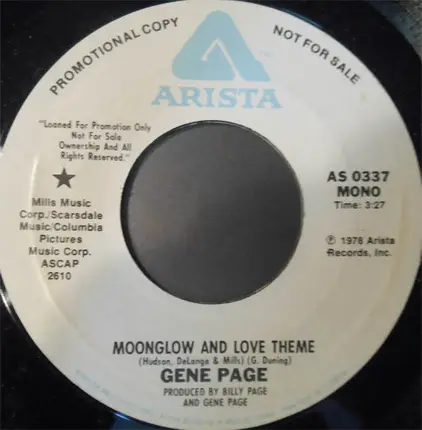 PROMOTIONAL COPY
NOT FOR SALE
ARISTA
"Loaned For Promotion Only
Not For Sale
Ownership And All
Rights Reserved."
★
Mills Music
Corp./Scarsdale
Music/Columbia
Pictures
Music Corp.
ASCAP
2610
AS 0337
MONO
Time: 3:27
℗ 1978 Arista
Records, Inc.
MOONGLOW AND LOVE THEME
(Hudson, DeLange & Mills) (G. Duning)
GENE PAGE
PRODUCED BY BILLY PAGE
AND GENE PAGE